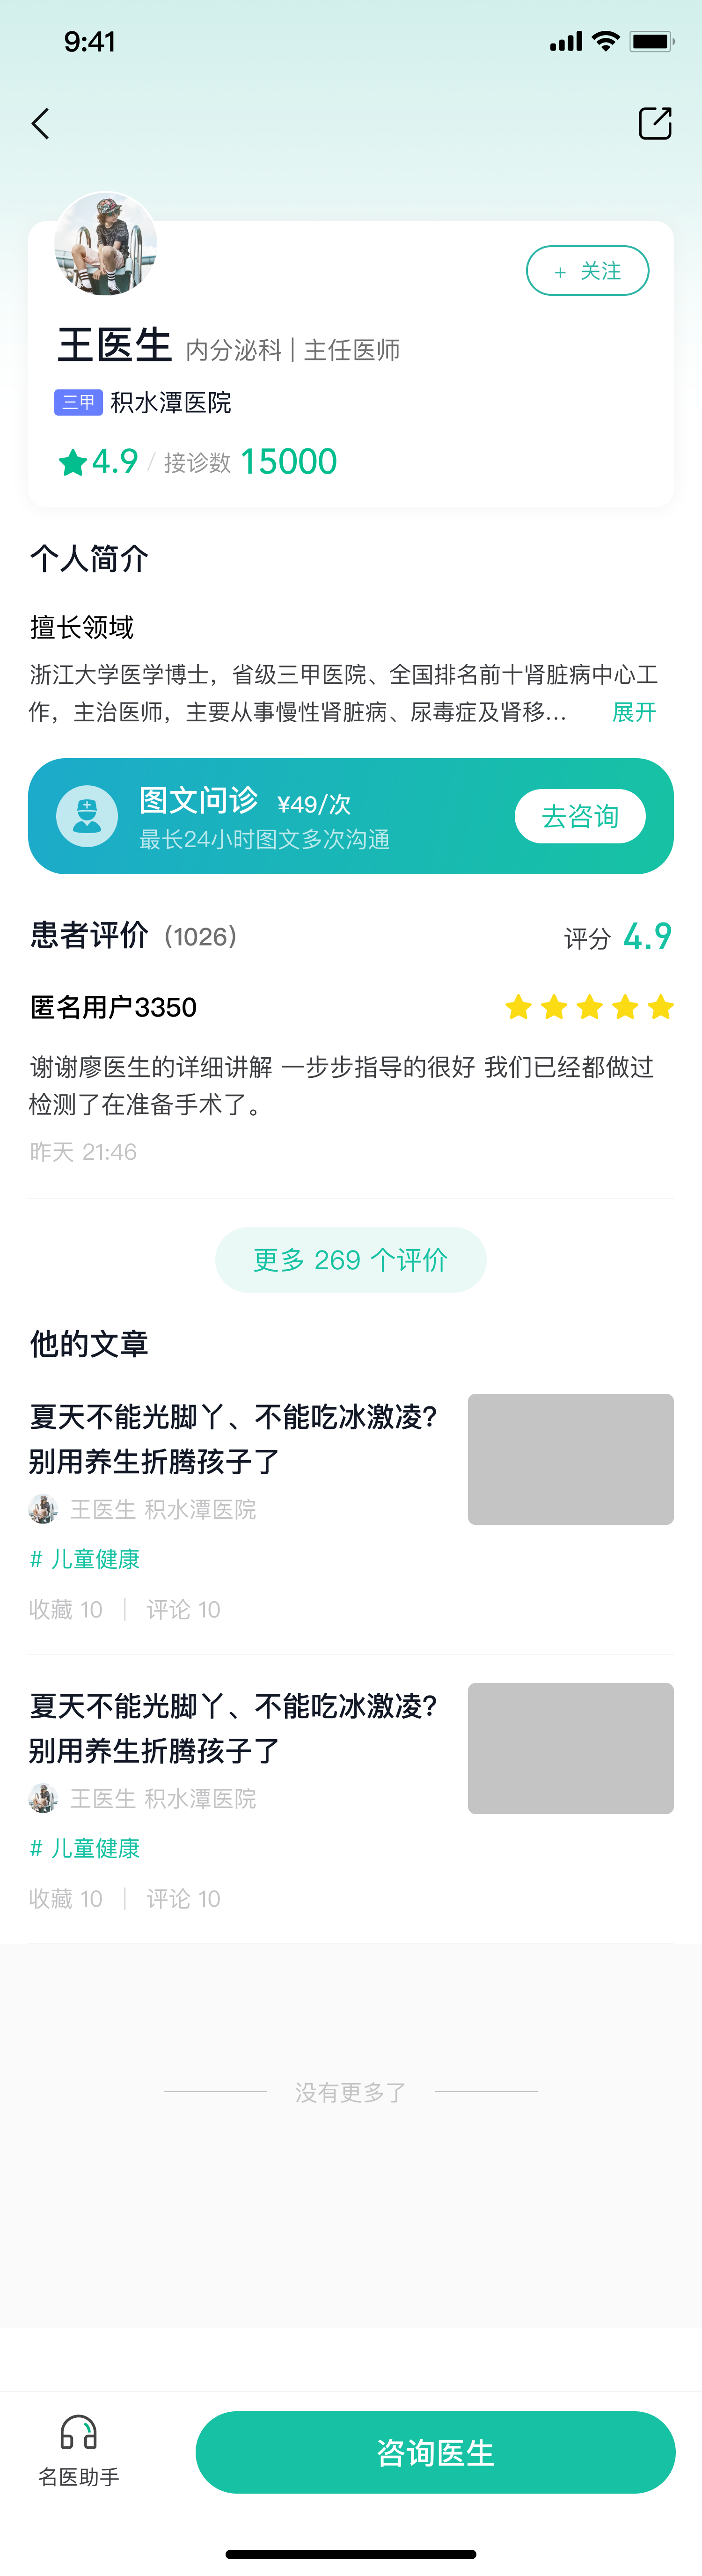 9:41
+ 关注
王医生 内分泌科 | 主任医师
三甲 积水潭医院
4.9 / 接诊数 15000
个人简介
擅长领域
浙江大学医学博士，省级三甲医院、全国排名前十肾脏病中心工
作，主治医师，主要从事慢性肾脏病、尿毒症及肾移... 展开
图文问诊 ¥49/次
最长24小时图文多次沟通
去咨询
患者评价（1026） 评分 4.9
匿名用户3350
谢谢廖医生的详细讲解 一步步指导的很好 我们已经都做过
检测了在准备手术了。
昨天 21:46
更多 269 个评价
他的文章
夏天不能光脚丫、不能吃冰激凌？
别用养生折腾孩子了
王医生 积水潭医院
# 儿童健康
收藏 10 | 评论 10
夏天不能光脚丫、不能吃冰激凌？
别用养生折腾孩子了
王医生 积水潭医院
# 儿童健康
收藏 10 | 评论 10
没有更多了
名医助手
咨询医生